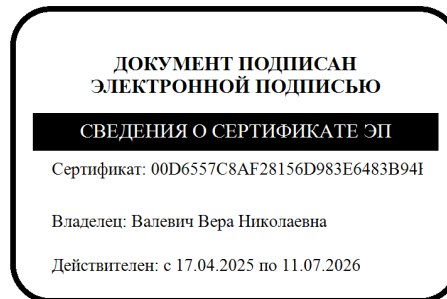 ДОКУМЕНТ ПОДПИСАН
ЭЛЕКТРОННОЙ ПОДПИСЬЮ
СВЕДЕНИЯ О СЕРТИФИКАТЕ ЭП
Сертификат: 00D6557C8AF28156D983E6483B94
Владелец: Валевич Вера Николаевна
Действителен: с 17.04.2025 по 11.07.2026